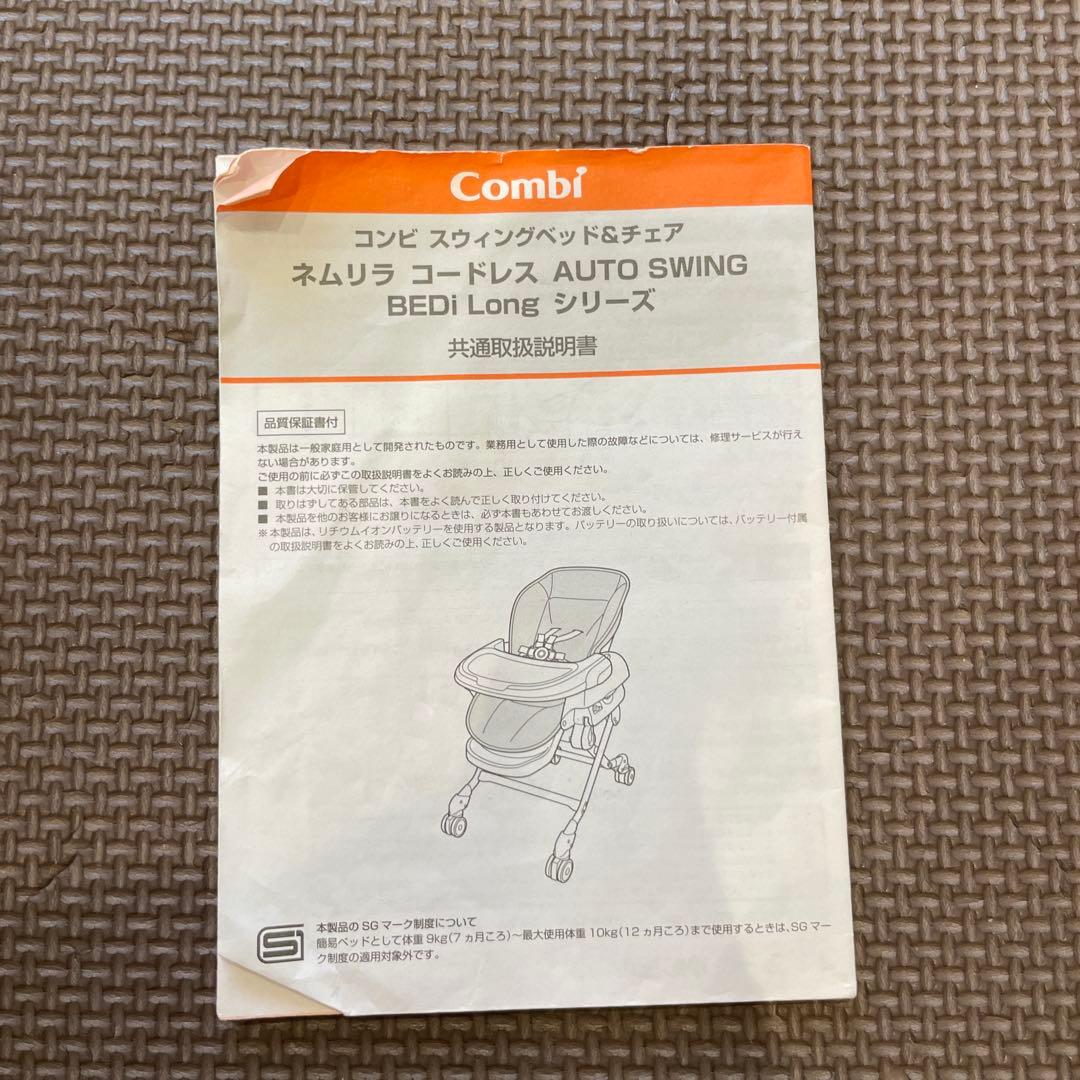 Combi
コンビ スウィングベッド&チェア
ネムリラ コードレス AUTO SWING
BEDi Long シリーズ
共通取扱説明書
品質保証書付
本製品は一般家庭用として開発されたものです。業務用として使用した際の故障などについては、修理サービスが行え
ない場合があります。
ご使用の前に必ずこの取扱説明書をよくお読みの上、正しくご使用ください。
■ 本書は大切に保管してください。
■ 取りはずしてある部品は、本書をよく読んで正しく取り付けてください。
■ 本製品を他のお客様にお譲りになるときは、必ず本書もあわせてお渡しください。
※本製品は、リチウムイオンバッテリーを使用する製品となります。バッテリーの取り扱いについては、バッテリー付属
の取扱説明書をよくお読みの上、正しくご使用ください。
本製品のSGマーク制度について
簡易ベッドとして体重9kg(7ヵ月ころ)〜最大使用体重10kg(12ヵ月ころ)まで使用するときは、SGマー
ク制度の適用対象外です。